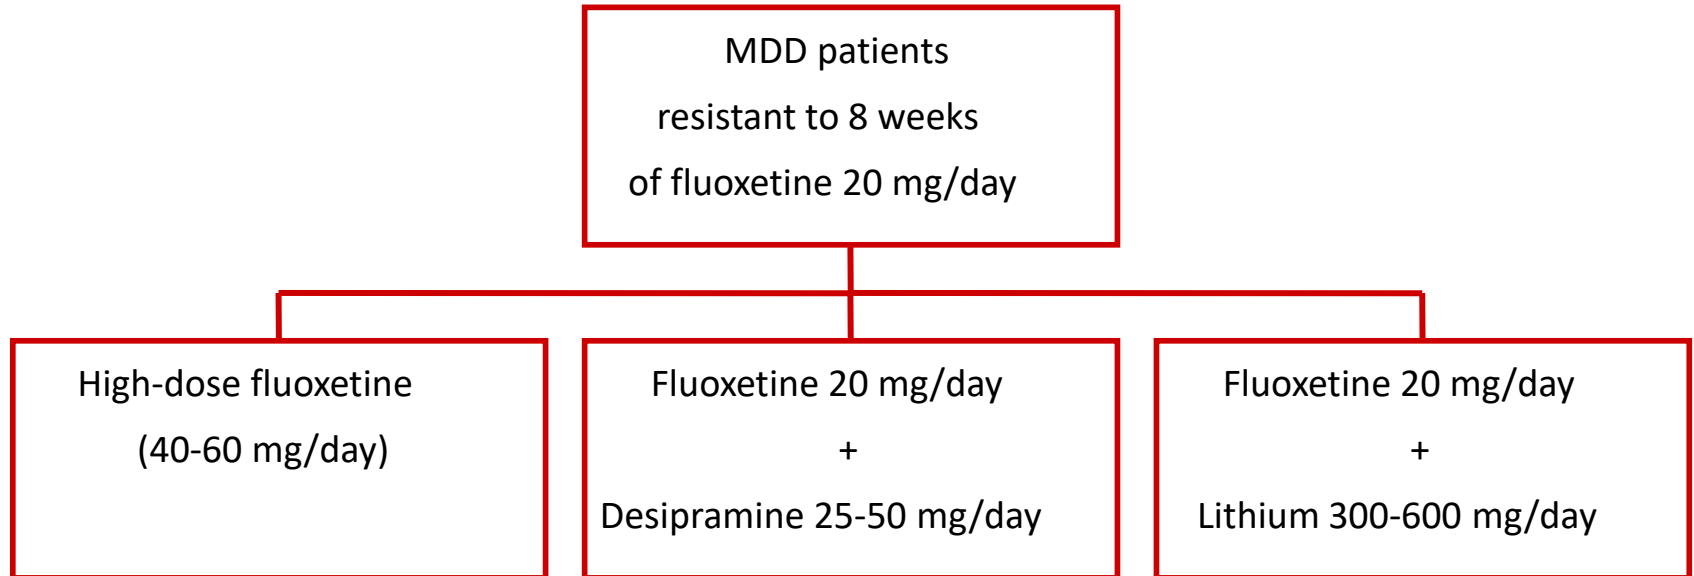 MDD patients
resistant to 8 weeks
of fluoxetine 20 mg/day
High-dose fluoxetine
(40-60 mg/day)
Fluoxetine 20 mg/day
+
Desipramine 25-50 mg/day
Fluoxetine 20 mg/day
+
Lithium 300-600 mg/day